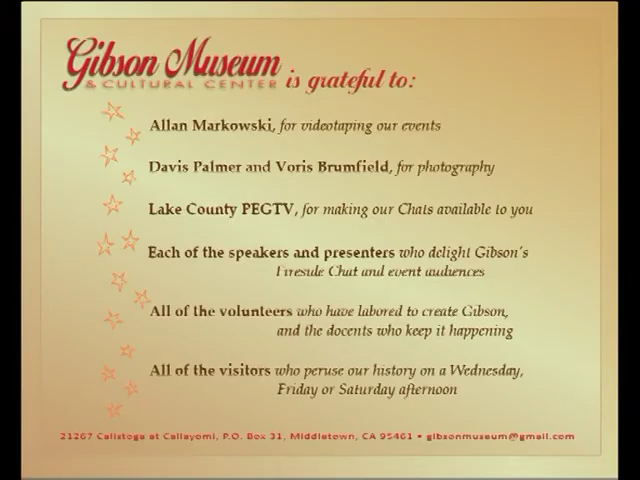 Gibson Museum
& CULTURAL CENTER is grateful to:
Allan Markowski, for videotaping our events
Davis Palmer and Voris Brumfield, for photography
Lake County PEGTV, for making our Chats available to you
Each of the speakers and presenters who delight Gibson's
Fireside Chat and event audiences
All of the volunteers who have labored to create Gibson,
and the docents who keep it happening
All of the visitors who peruse our history on a Wednesday,
Friday or Saturday afternoon
21267 Calistoga at Callayomi, P.O. Box 31, Middletown, CA 95461 • gibsonmuseum@gmail.com